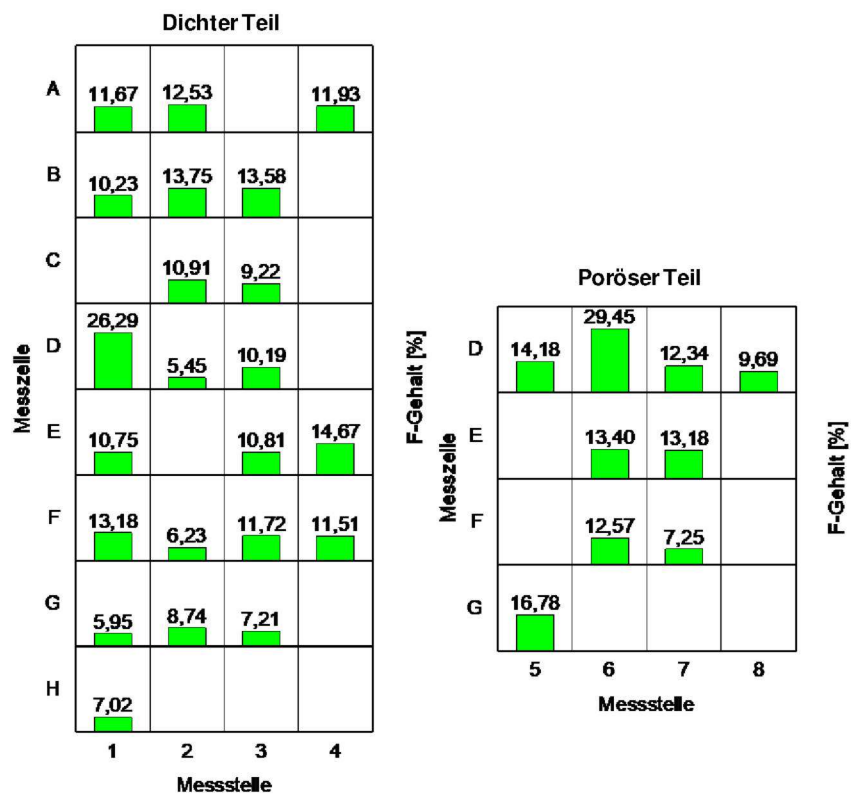 Dichter Teil
A
11,67 12,53 11,93
B
10,23 13,75 13,58
C
10,91 9,22
D
26,29 5,45 10,19
E
10,75 10,81 14,67
F
13,18 6,23 11,72 11,51
G
5,95 8,74 7,21
H
7,02
1 2 3 4
Messstelle
Messzelle
F-Gehalt [%]
Poröser Teil
D
14,18 29,45 12,34 9,69
E
13,40 13,18
F
12,57 7,25
G
16,78
5 6 7 8
Messstelle
Messzelle
F-Gehalt [%]